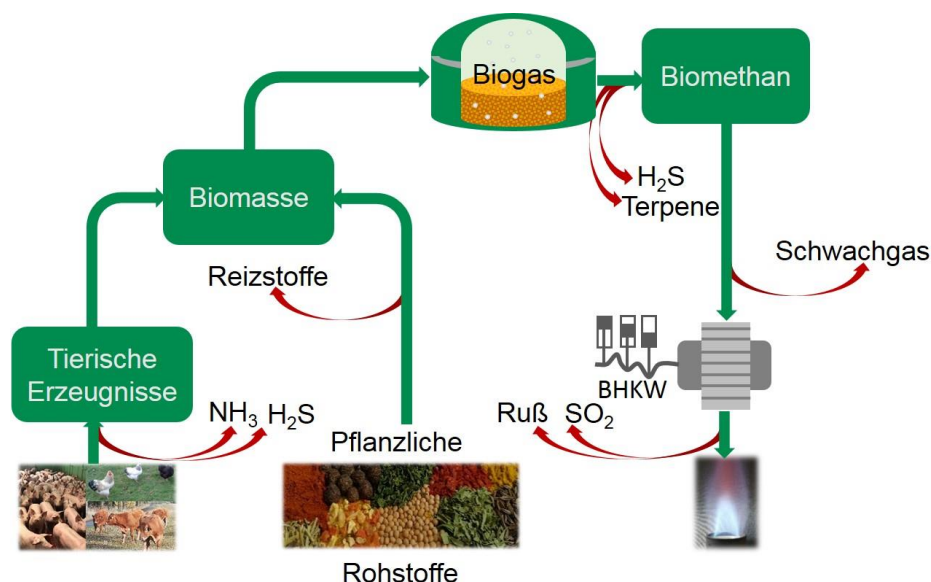 Biogas
Biomethan
H₂S
Terpene
Biomasse
Schwachgas
Reizstoffe
Tierische
Erzeugnisse
BHKW
NH₃ H₂S
Ruß SO₂
Pflanzliche
Rohstoffe